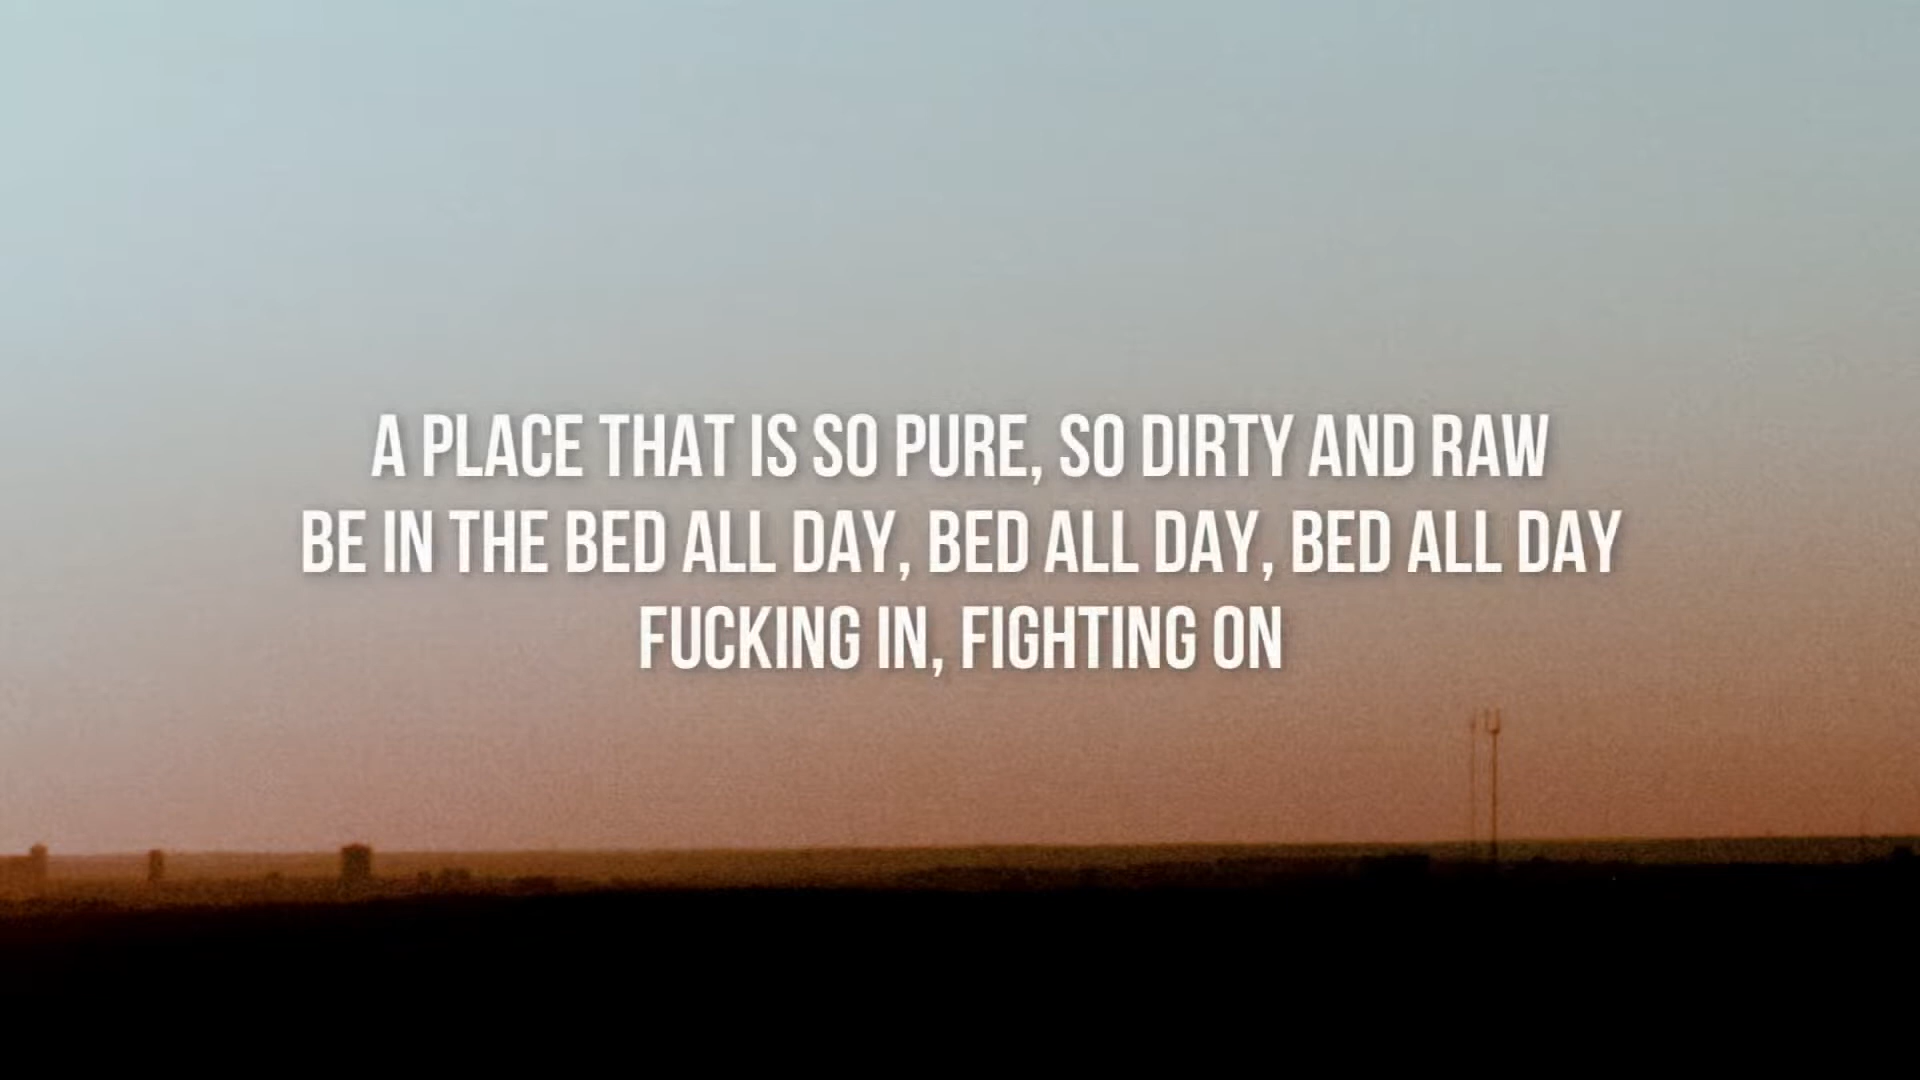 A PLACE THAT IS SO PURE, SO DIRTY AND RAW
BE IN THE BED ALL DAY, BED ALL DAY, BED ALL DAY
FUCKING IN, FIGHTING ON